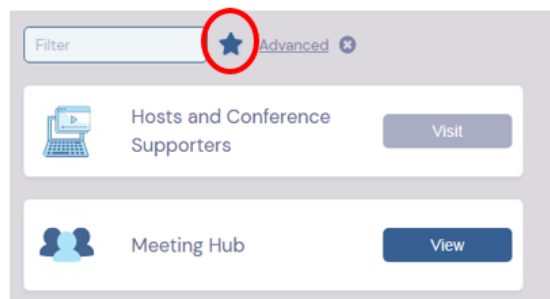 Filter Advanced
Hosts and Conference
Supporters
Visit
Meeting Hub
View